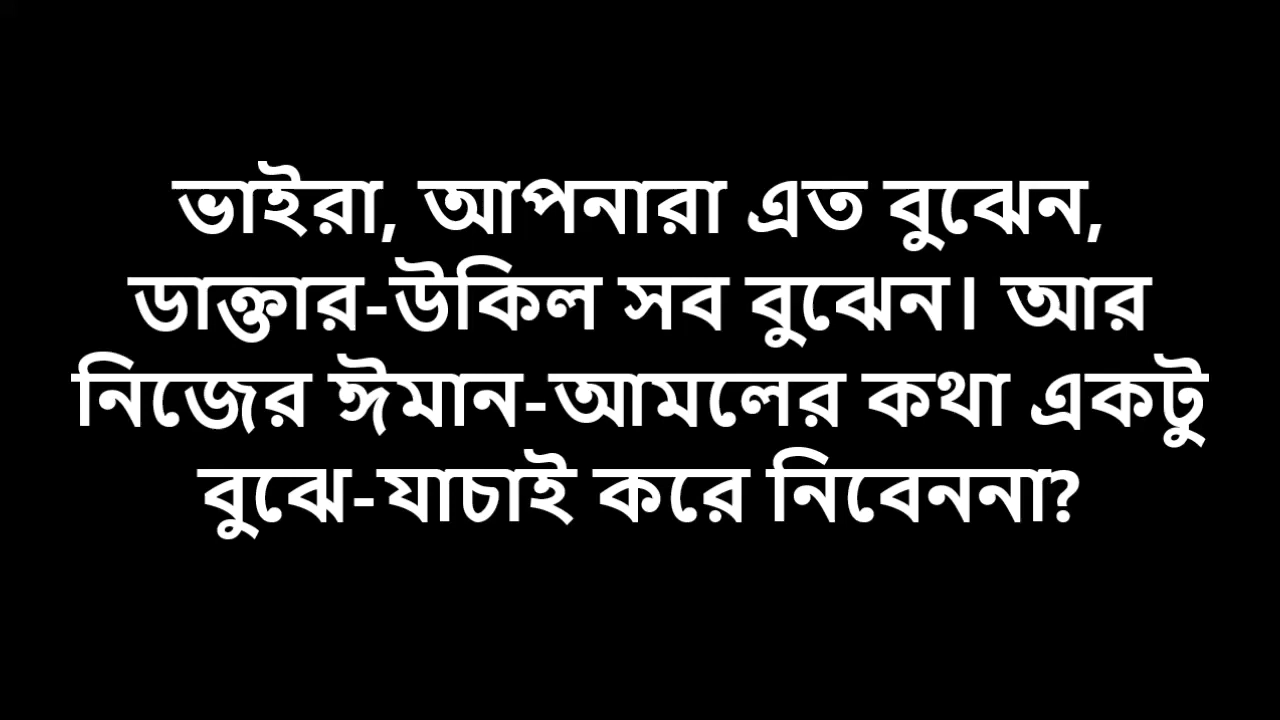 ভাইরা, আপনারা এত বুঝেন,
ডাক্তার-উকিল সব বুঝেন। আর
নিজের ঈমান-আমলের কথা একটু
বুঝে-যাচাই করে নিবেননা?